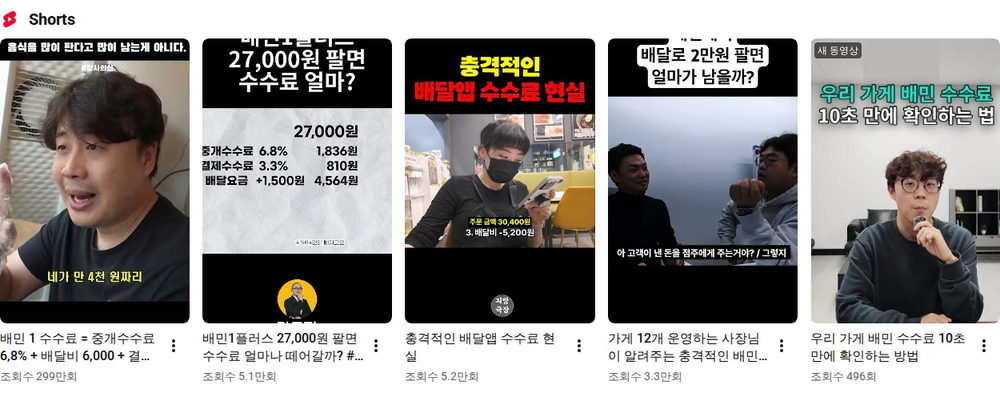 Shorts
음식을 많이 판다고 많이 남는게 아니다.
네가 만 4천 원짜리
배민 1 수수료 = 중개수수료
6,8% + 배달비 6,000 + 결...
조회수 299만회
배민1플러스
27,000원 팔면
수수료 얼마?
27,000원
중개수수료 6.8% 1,836원
결제수수료 3.3% 810원
배달요금 +1,500원 4,564원
배민1플러스 27,000원 팔면
수수료 얼마나 떼어갈까? #...
조회수 5.1만회
충격적인
배달앱 수수료 현실
주문 금액 30,400원
3. 배달비 -5,200원
지망
극장
충격적인 배달앱 수수료 현
실
조회수 5.2만회
배달로 2만원 팔면
얼마가 남을까?
아 고객이 낸 돈을 점주에게 주는거야? / 그렇지
가게 12개 운영하는 사장님
이 알려주는 충격적인 배민...
조회수 3.3만회
새 동영상
우리 가게 배민 수수료
10초 만에 확인하는 법
우리 가게 배민 수수료 10초
만에 확인하는 방법
조회수 496회